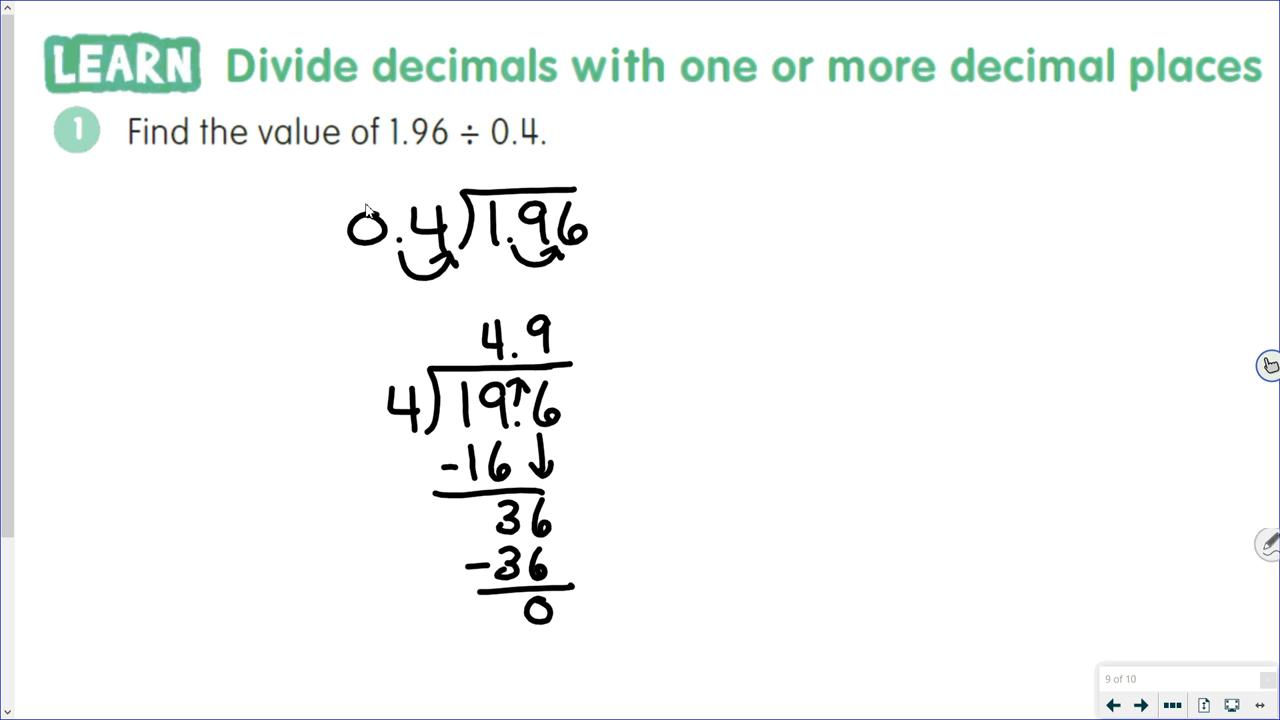 LEARN Divide decimals with one or more decimal places
1 Find the value of 1.96 ÷ 0.4.
0.4)1.96
4.9
4)19.6
-16
36
-36
0
9 of 10